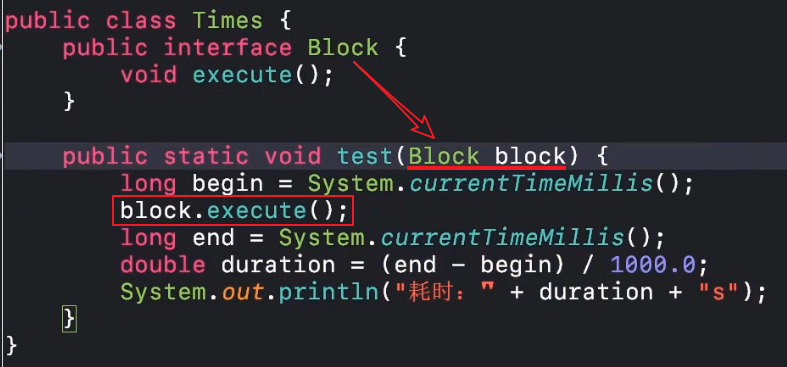 public class Times {
    public interface Block {
        void execute();
    }
    public static void test(Block block) {
        long begin = System.currentTimeMillis();
        block.execute();
        long end = System.currentTimeMillis();
        double duration = (end - begin) / 1000.0;
        System.out.println("耗时：" + duration + "s");
    }
}